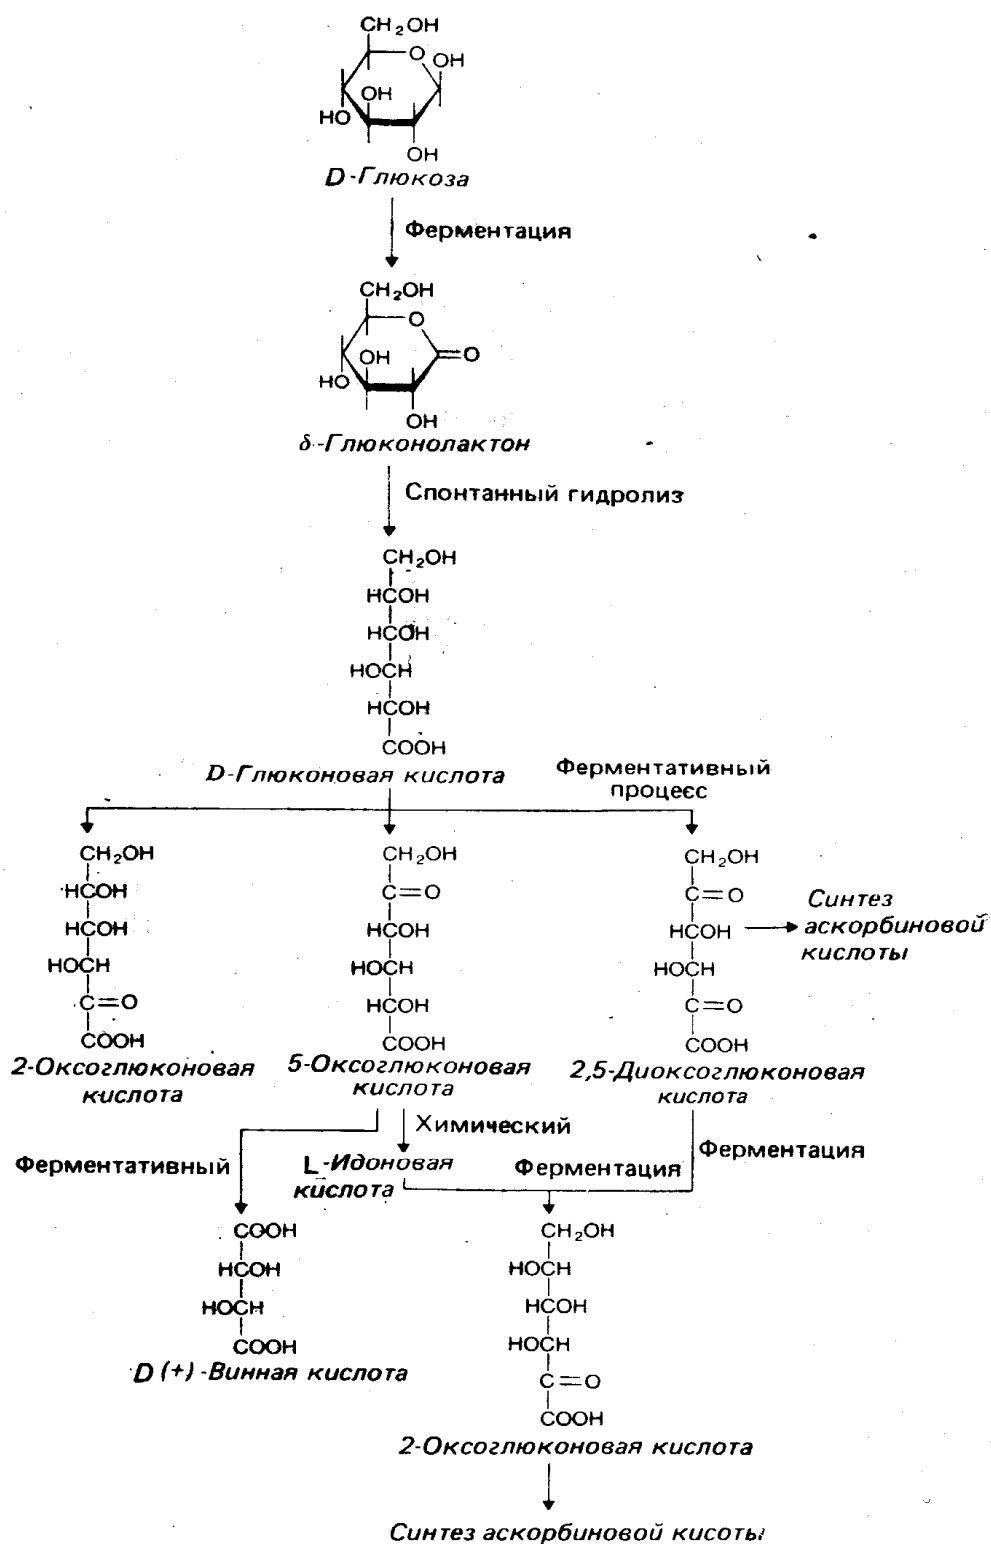 CH₂OH
O
OH
OH
HO
OH
D-Глюкоза
Ферментация
CH₂OH
O
OH
=O
HO
OH
δ-Глюконолактон
Спонтанный гидролиз
CH₂OH
HCOH
HCOH
HOCH
HCOH
COOH
D-Глюконовая кислота
Ферментативный
процесс
CH₂OH
HCOH
HCOH
HOCH
C=O
COOH
2-Оксоглюконовая
кислота
CH₂OH
C=O
HCOH
HOCH
HCOH
COOH
5-Оксоглюконовая
кислота
CH₂OH
C=O
HCOH
HOCH
C=O
COOH
2,5-Диоксоглюконовая
кислота
Синтез
аскорбиновой
кислоты
Химический
Ферментативный
L-Идоновая
кислота
Ферментация
Ферментация
COOH
HCOH
HOCH
COOH
D (+) -Винная кислота
CH₂OH
HOCH
HCOH
HOCH
C=O
COOH
2-Оксоглюконовая кислота
Синтез аскорбиновой кисоты